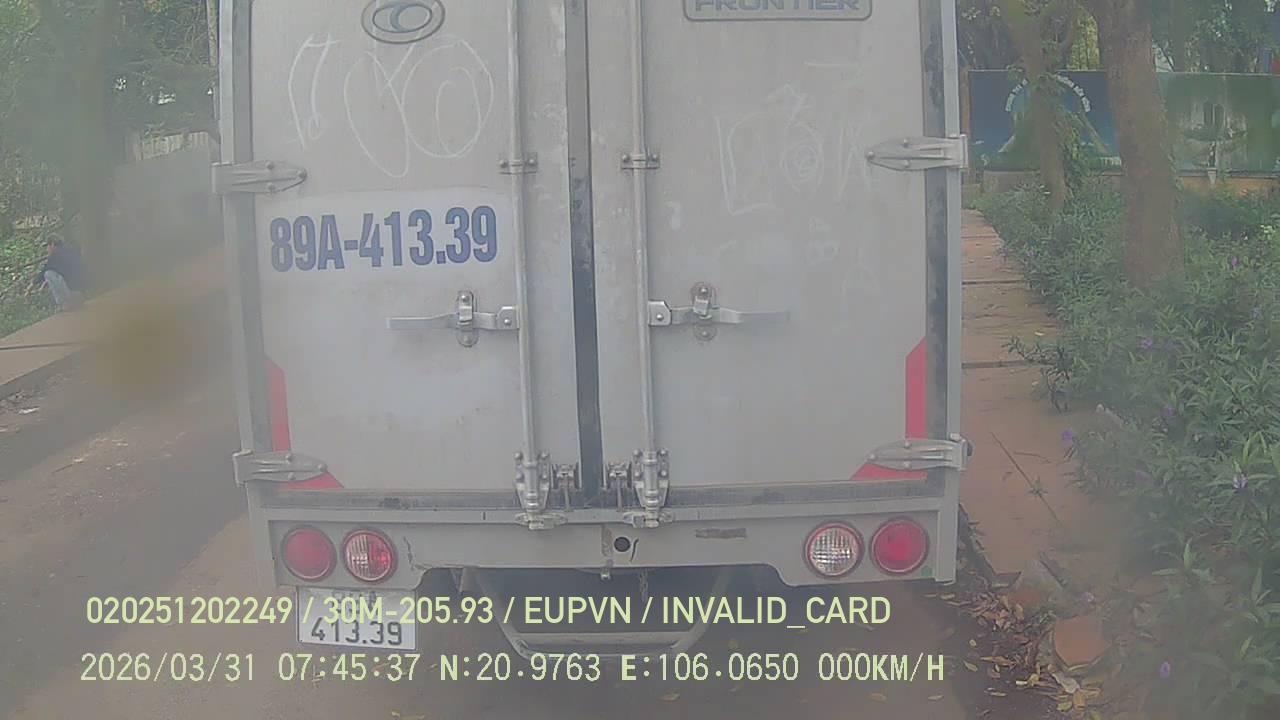 FRONTIER
89A-413.39
020251202249 / 30M-205.93 / EUPVN / INVALID_CARD
413.39
2026/03/31 07:45:37 N:20.9763 E:106.0650 000KM/H